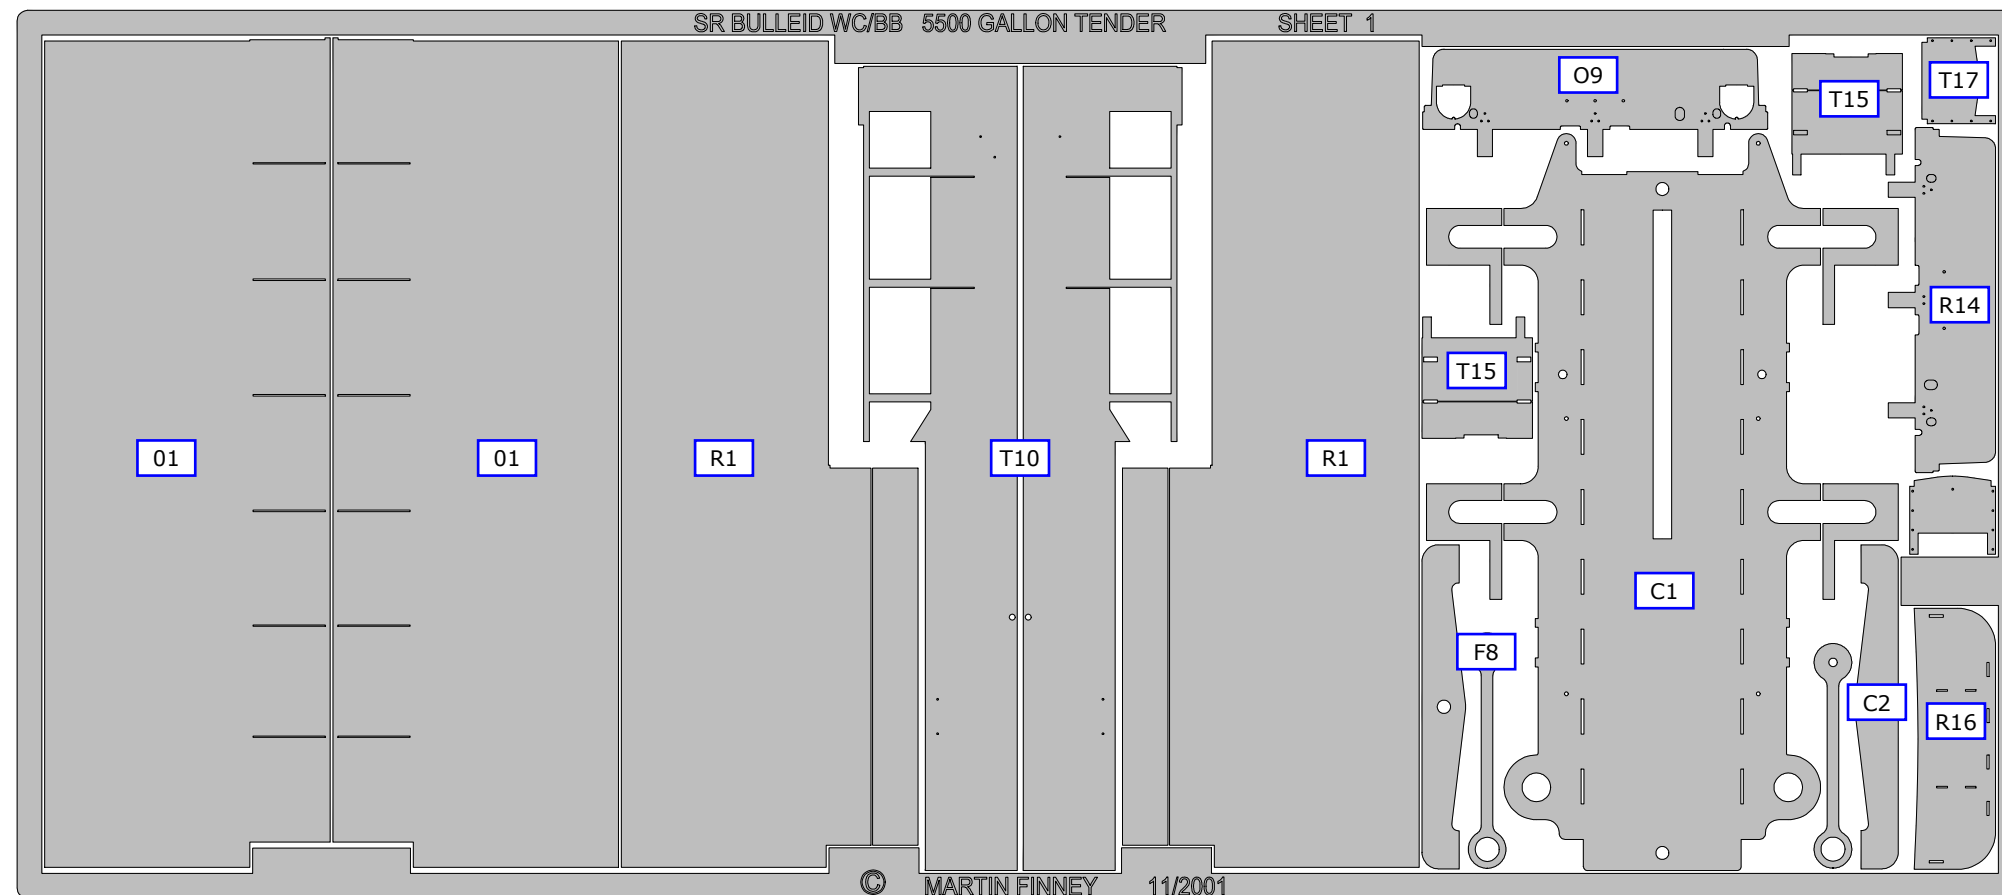 SR BULLEID WC/BB 5500 GALLON TENDER SHEET 1
O9
T15
T17
R14
T15
01
01
R1
T10
R1
C1
F8
C2
R16
© MARTIN FINNEY 11/2001